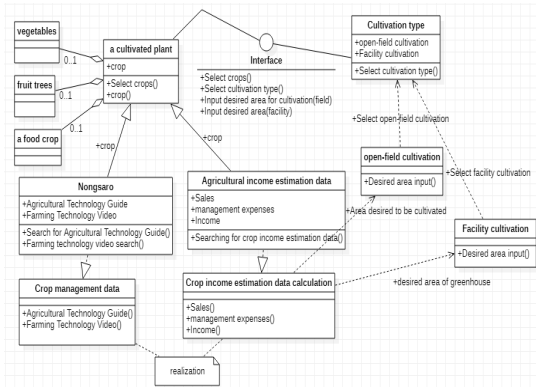 vegetables
0..1
fruit trees
0..1
a food crop
0..1
a cultivated plant
+crop
+Select crops()
+crop()
Interface
+Select crops()
+Select cultivation type()
+Input desired area for cultivation(field)
+Input desired area(facility)
Cultivation type
+open-field cultivation
+Facility cultivation
+Select cultivation type()
+Select open-field cultivation
+crop
+crop
open-field cultivation
+Desired area input()
+Select facility cultivation
Nongsaro
+Agricultural Technology Guide
+Farming Technology Video
+Search for Agricultural Technology Guide()
+Farming technology video search()
Agricultural income estimation data
+Sales
+management expenses
+Income
+Searching for crop income estimation data()
+Area desired to be cultivated
Facility cultivation
+Desired area input()
Crop management data
+Agricultural Technology Guide()
+Farming Technology Video()
Crop income estimation data calculation
+Sales()
+management expenses()
+Income()
+desired area of greenhouse
realization